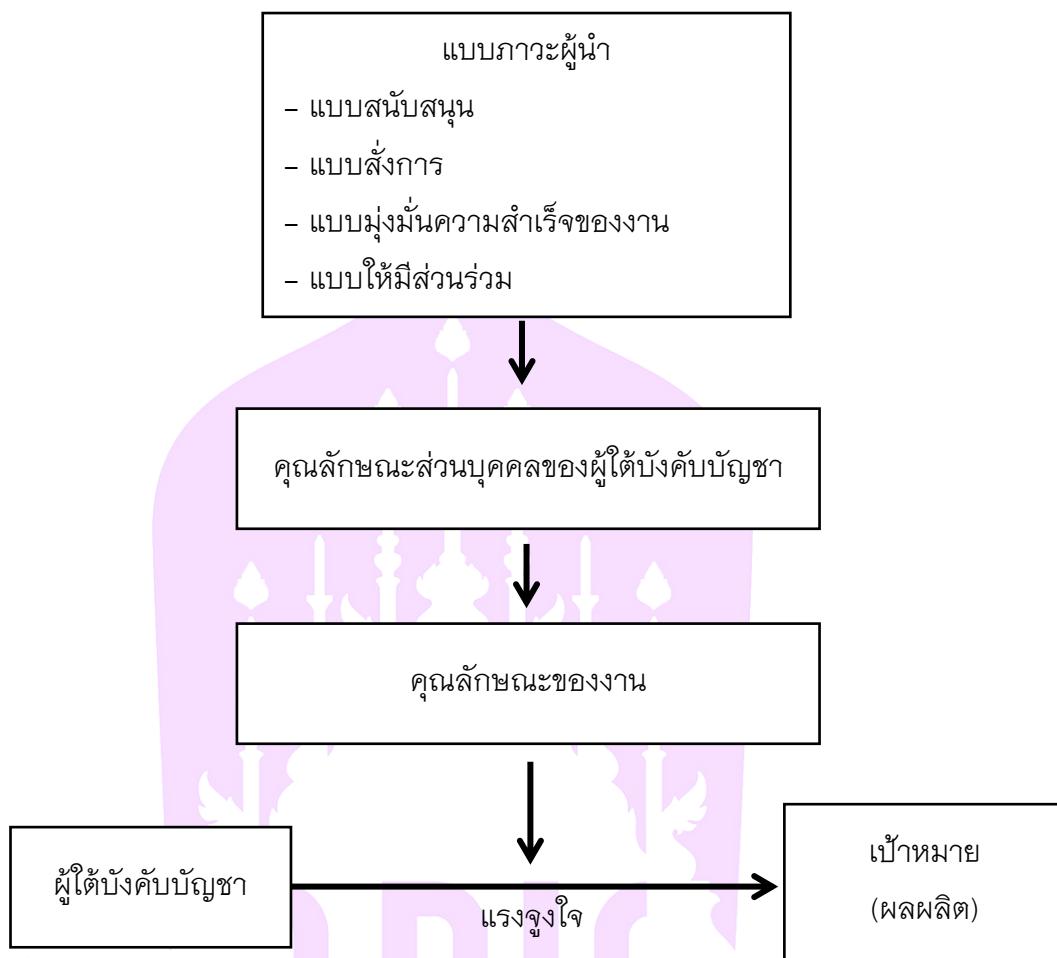 แบบภาวะผู้นำ
– แบบสนับสนุน
– แบบสั่งการ
– แบบมุ่งมั่นความสำเร็จของงาน
– แบบให้มีส่วนร่วม
คุณลักษณะส่วนบุคคลของผู้ใต้บังคับบัญชา
คุณลักษณะของงาน
ผู้ใต้บังคับบัญชา
แรงจูงใจ
เป้าหมาย
(ผลผลิต)